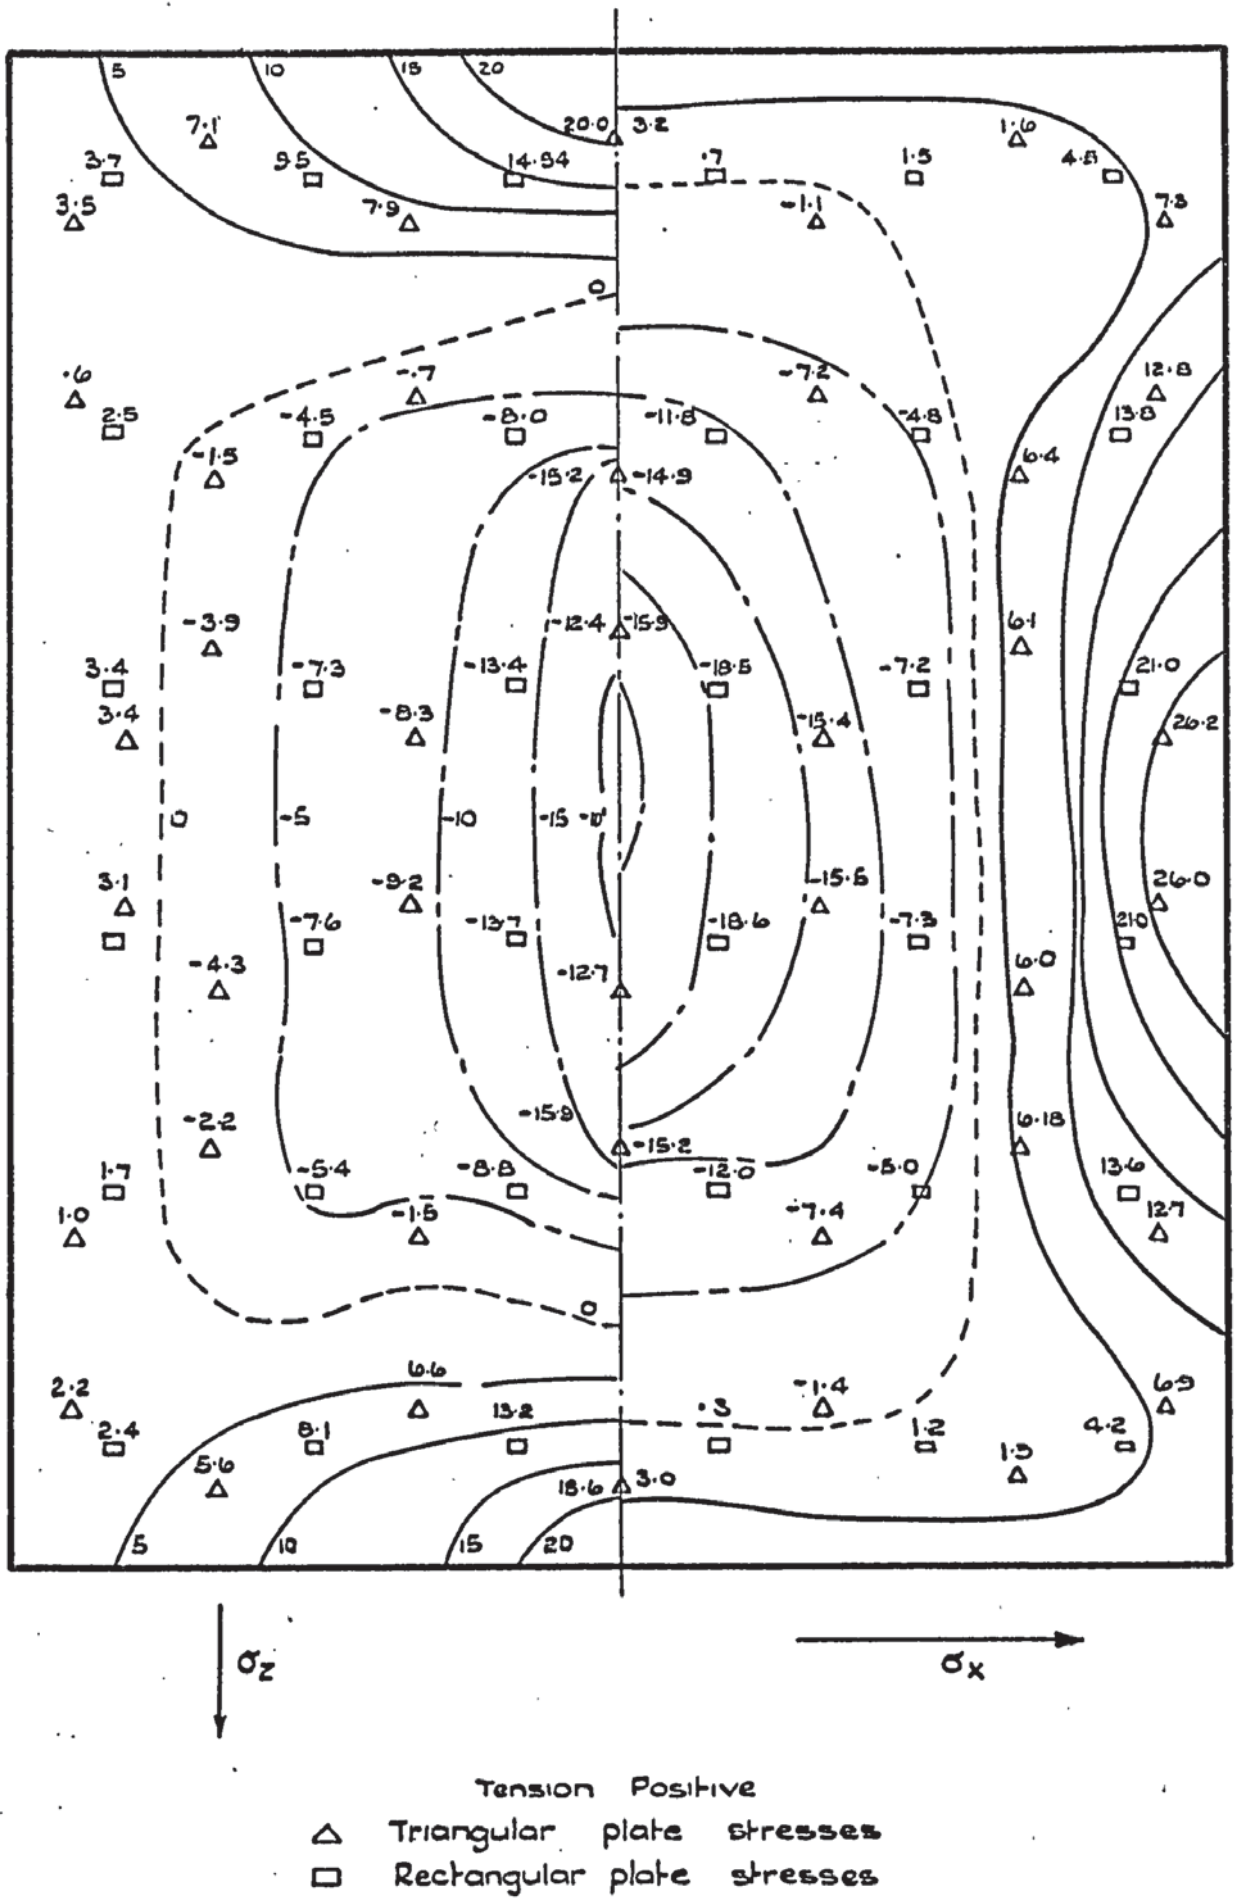 5 10 15 20
7.1 20.0 3.2 1.6
3.7 9.5 14.54 .7 1.5 4.5
3.5 7.9 -1.1 7.3
0
.6 -.7 -7.2 12.8
2.5 -4.5 -8.0 -11.8 -4.8 13.8
-1.5 -15.2 -14.9 6.4
-3.9 -12.4 -15.9 6.1
3.4 -7.3 -13.4 -18.5 -7.2 21.0
3.4 -8.3 -15.4 26.2
0 -5 -10 -15
3.1 -9.2 -15.5 26.0
-7.6 -13.7 -18.6 -7.3 21.0
-4.3 -12.7 6.0
-2.2 -15.9 -15.2 6.18
1.7 -5.4 -8.8 -12.0 -5.0 13.6
1.0 -1.5 -7.4 12.7
0
2.2 6.6 -1.4 6.9
2.4 8.1 13.2 .3 1.2 4.2
5.6 18.6 3.0 1.3
5 10 15 20
σz σx
Tension Positive
△ Triangular plate stresses
□ Rectangular plate stresses